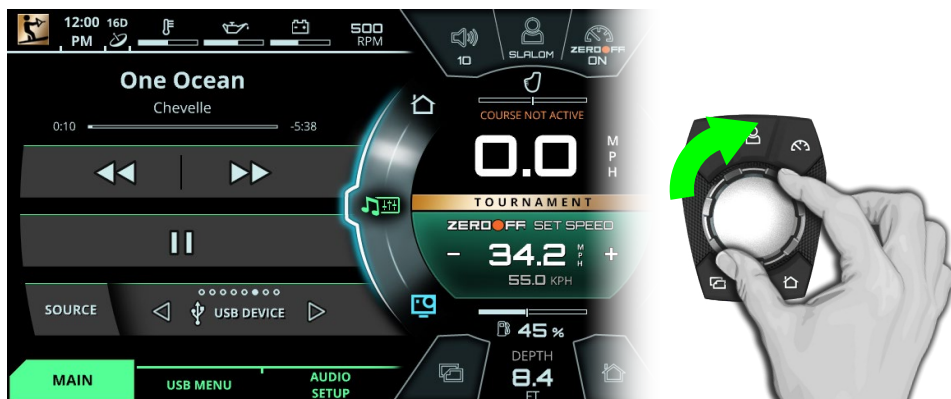 12:00 16D
PM
500
RPM
10
SLALOM
ZERO OFF
ON
One Ocean
Chevelle
0:10
-5:38
COURSE NOT ACTIVE
0.0
MPH
TOURNAMENT
ZERO OFF SET SPEED
- 34.2 MPH +
55.0 KPH
SOURCE
USB DEVICE
45 %
DEPTH
8.4
FT
MAIN
USB MENU
AUDIO
SETUP